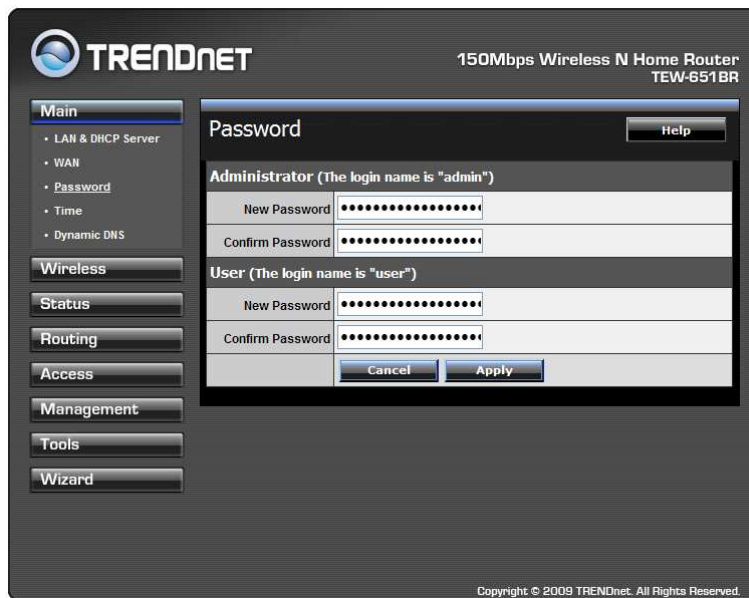 TRENDnet
150Mbps Wireless N Home Router
TEW-651BR
Main
• LAN & DHCP Server
• WAN
• Password
• Time
• Dynamic DNS
Wireless
Status
Routing
Access
Management
Tools
Wizard
Password
Help
Administrator (The login name is "admin")
New Password
Confirm Password
User (The login name is "user")
New Password
Confirm Password
Cancel
Apply
Copyright © 2009 TRENDnet. All Rights Reserved.